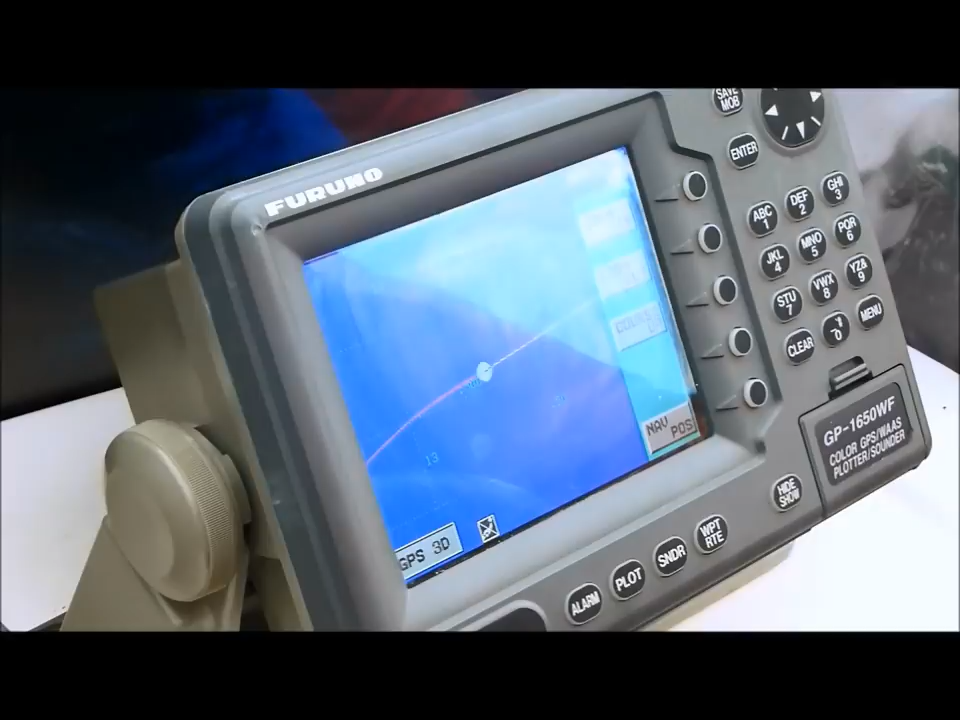 FURUNO
SAVE
MOB
ENTER
ABC
1
DEF
2
GHI
3
JKL
4
MNO
5
PQR
6
STU
7
VWX
8
YZ&
9
CLEAR
0
MENU
NAV
POS
13
GPS 3D
GP-1650WF
COLOR GPS/WAAS
PLOTTER/SOUNDER
HIDE
SHOW
ALARM
PLOT
SNDR
WPT
RTE